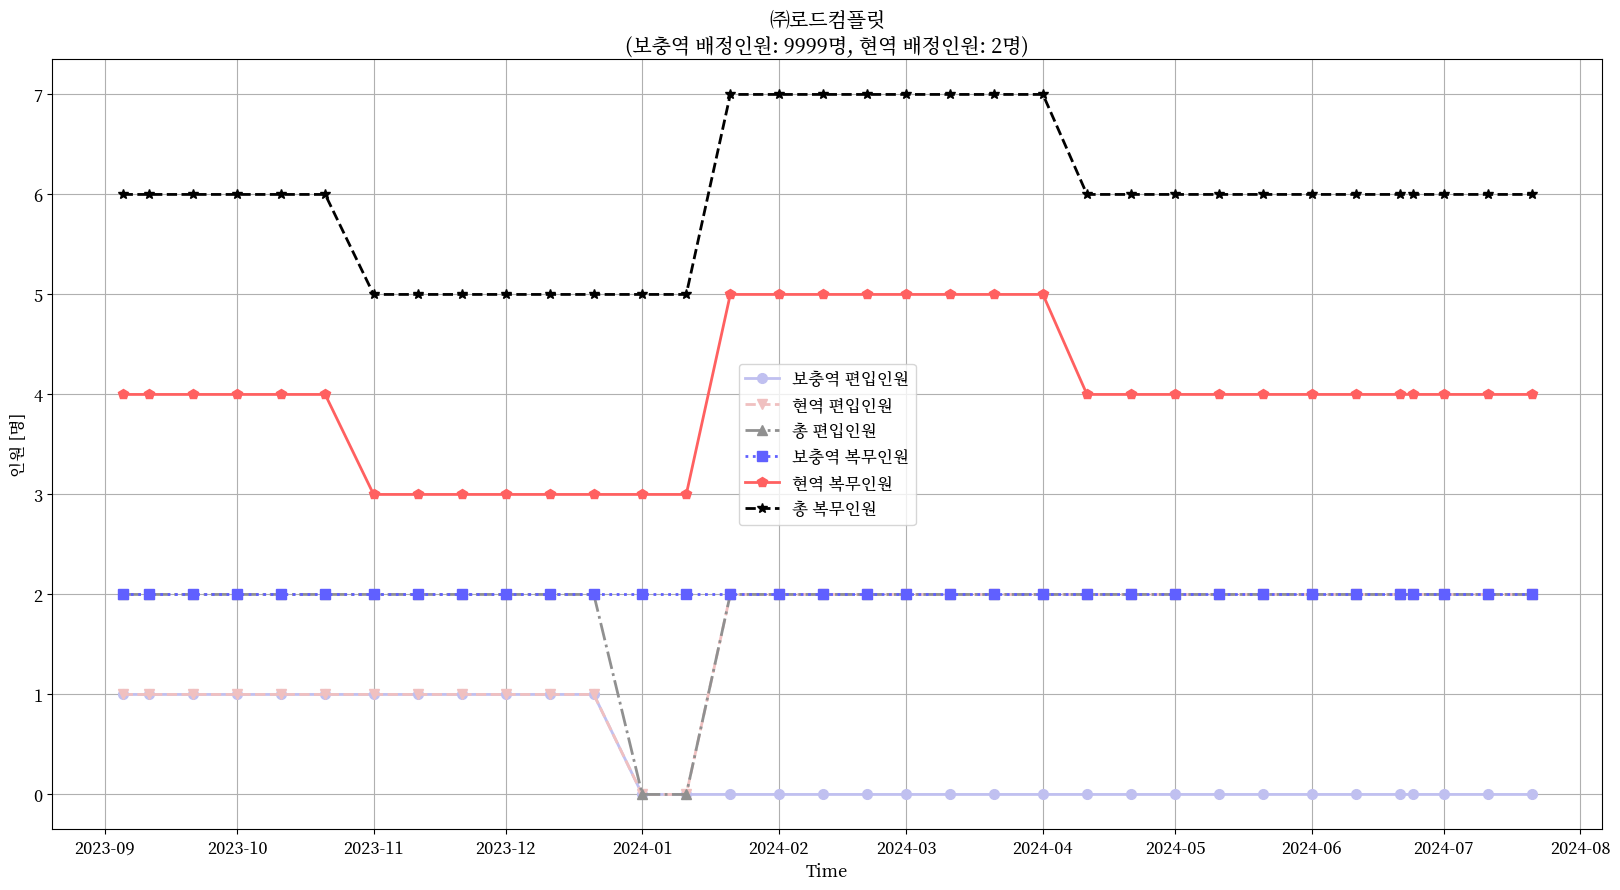 ㈜로드컴플릿
(보충역 배정인원: 9999명, 현역 배정인원: 2명)
인원 [명]
7
6
5
4
3
2
1
0
보충역 편입인원
현역 편입인원
총 편입인원
보충역 복무인원
현역 복무인원
총 복무인원
2023-09 2023-10 2023-11 2023-12 2024-01 2024-02 2024-03 2024-04 2024-05 2024-06 2024-07 2024-08
Time